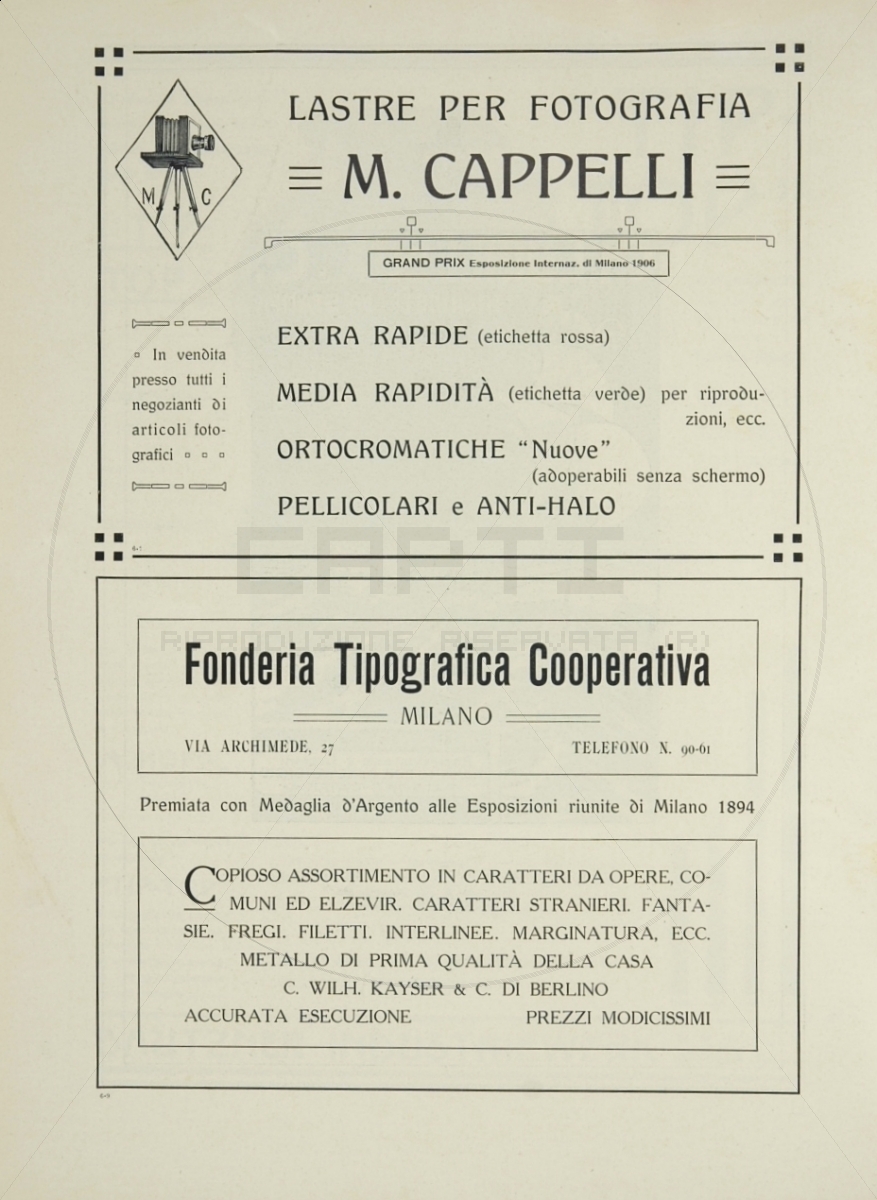 LASTRE PER FOTOGRAFIA
M. CAPPELLI
M C
GRAND PRIX Esposizione Internaz. di Milano 1906
In vendita
presso tutti i
negozianti di
articoli foto-
grafici
EXTRA RAPIDE (etichetta rossa)
MEDIA RAPIDITÀ (etichetta verde) per riprodu-
zioni, ecc.
ORTOCROMATICHE “Nuove”
(adoperabili senza schermo)
PELLICOLARI e ANTI-HALO
CAPTI
RIPRODUZIONE RISERVATA (R)
Fonderia Tipografica Cooperativa
MILANO
VIA ARCHIMEDE, 27 TELEFONO N. 90-61
Premiata con Medaglia d'Argento alle Esposizioni riunite di Milano 1894
COPIOSO ASSORTIMENTO IN CARATTERI DA OPERE, CO-
MUNI ED ELZEVIR. CARATTERI STRANIERI. FANTA-
SIE. FREGI. FILETTI. INTERLINEE. MARGINATURA, ECC.
METALLO DI PRIMA QUALITÀ DELLA CASA
C. WILH. KAYSER & C. DI BERLINO
ACCURATA ESECUZIONE PREZZI MODICISSIMI